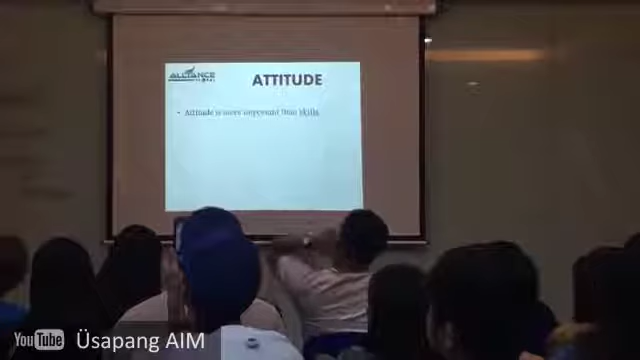 ALLIANCE
ATTITUDE
• Attitude is more important than skills
YouTube Üsapang AIM